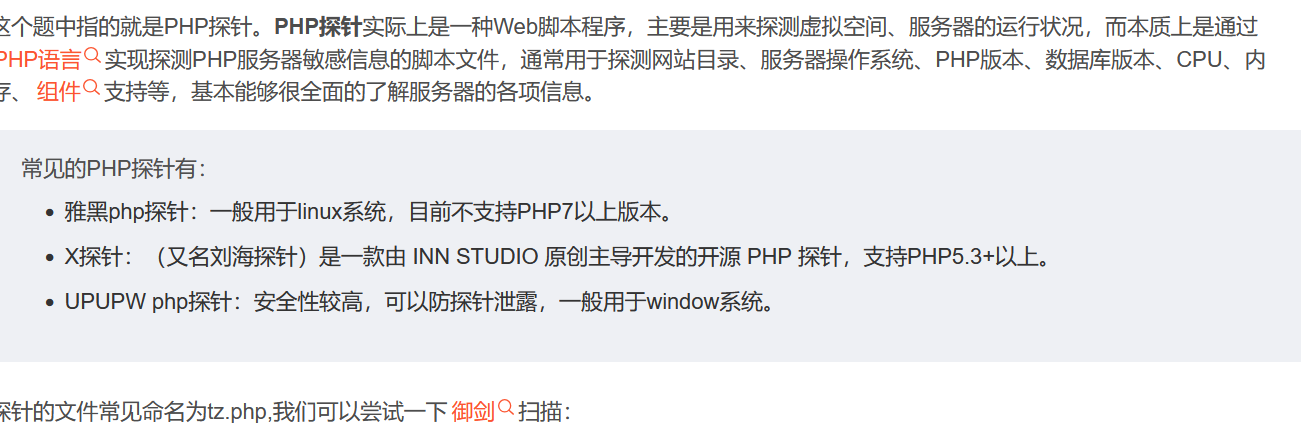 这个题中指的就是PHP探针。PHP探针实际上是一种Web脚本程序，主要是用来探测虚拟空间、服务器的运行状况，而本质上是通过
PHP语言实现探测PHP服务器敏感信息的脚本文件，通常用于探测网站目录、服务器操作系统、PHP版本、数据库版本、CPU、内
存、 组件支持等，基本能够很全面的了解服务器的各项信息。
常见的PHP探针有：
• 雅黑php探针：一般用于linux系统，目前不支持PHP7以上版本。
• X探针：（又名刘海探针）是一款由 INN STUDIO 原创主导开发的开源 PHP 探针，支持PHP5.3+以上。
• UPUPW php探针：安全性较高，可以防探针泄露，一般用于window系统。
探针的文件常见命名为tz.php,我们可以尝试一下 御剑 扫描：